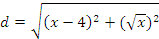 d = √((x − 4)² + (√x)²)